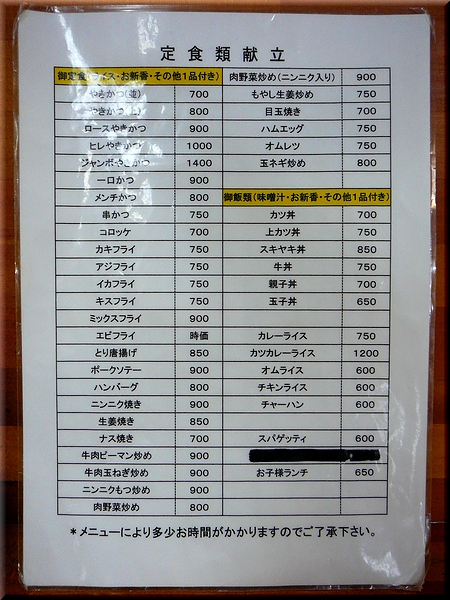 定食類献立
御定食(ライス・お新香・その他1品付き)
やきかつ(並) 700
やきかつ(上) 800
ロースやきかつ 900
ヒレやきかつ 1000
ジャンボやきかつ 1400
一口かつ 900
メンチかつ 800
串かつ 750
コロッケ 700
カキフライ 750
アジフライ 750
イカフライ 750
キスフライ 750
ミックスフライ 900
エビフライ 時価
とり唐揚げ 850
ポークソテー 900
ハンバーグ 800
ニンニク焼き 900
生姜焼き 850
ナス焼き 700
牛肉ピーマン炒め 900
牛肉玉ねぎ炒め 900
ニンニクもつ炒め 900
肉野菜炒め 800
肉野菜炒め(ニンニク入り) 900
もやし生姜炒め 750
目玉焼き 700
ハムエッグ 750
オムレツ 750
玉ネギ炒め 800
御飯類(味噌汁・お新香・その他1品付き)
カツ丼 700
上カツ丼 750
スキヤキ丼 850
牛丼 750
親子丼 700
玉子丼 650
カレーライス 750
カツカレーライス 1200
オムライス 600
チキンライス 600
チャーハン 600
スパゲッティ 600
お子様ランチ 650
*メニューにより多少お時間がかかりますのでご了承下さい。